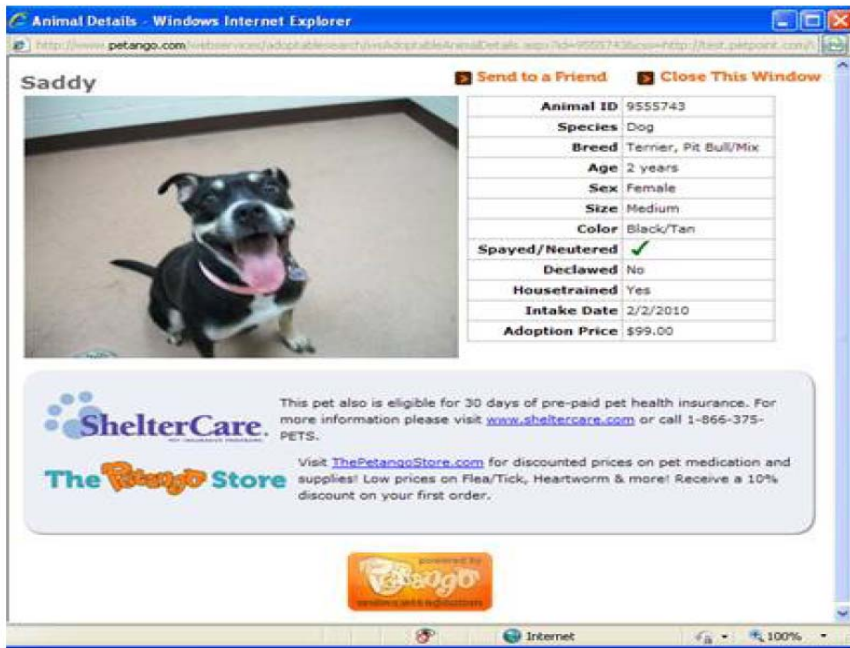 Animal Details - Windows Internet Explorer
Saddy
Send to a Friend
Close This Window
Animal ID 9555743
Species Dog
Breed Terrier, Pit Bull/Mix
Age 2 years
Sex Female
Size Medium
Color Black/Tan
Spayed/Neutered ✓
Declawed No
Housetrained Yes
Intake Date 2/2/2010
Adoption Price $99.00
ShelterCare.
PET INSURANCE PROGRAMS
This pet also is eligible for 30 days of pre-paid pet health insurance. For
more information please visit www.sheltercare.com or call 1-866-375-
PETS.
The Petango Store
Visit ThePetangoStore.com for discounted prices on pet medication and
supplies! Low prices on Flea/Tick, Heartworm & more! Receive a 10%
discount on your first order.
powered by
Petango
Internet
100%